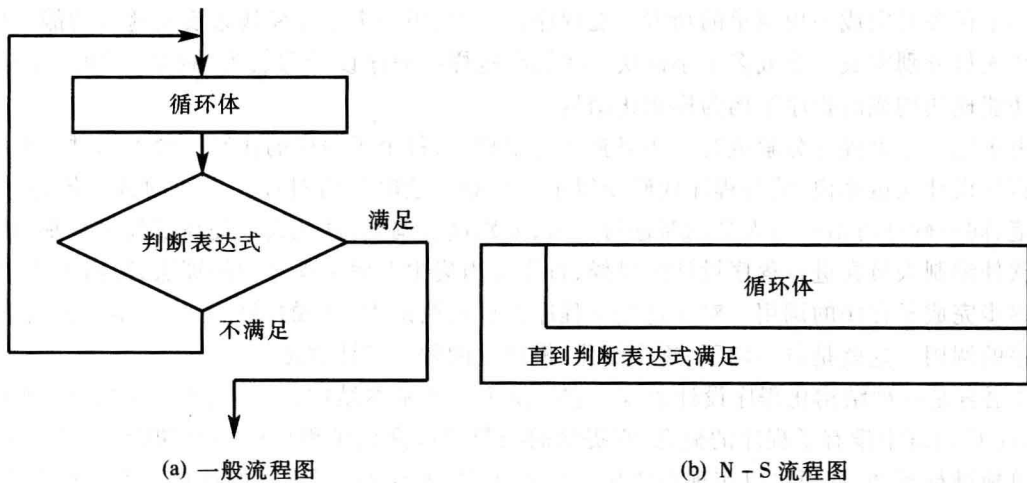 循环体
判断表达式
满足
不满足
循环体
直到判断表达式满足
(a) 一般流程图
(b) N-S 流程图